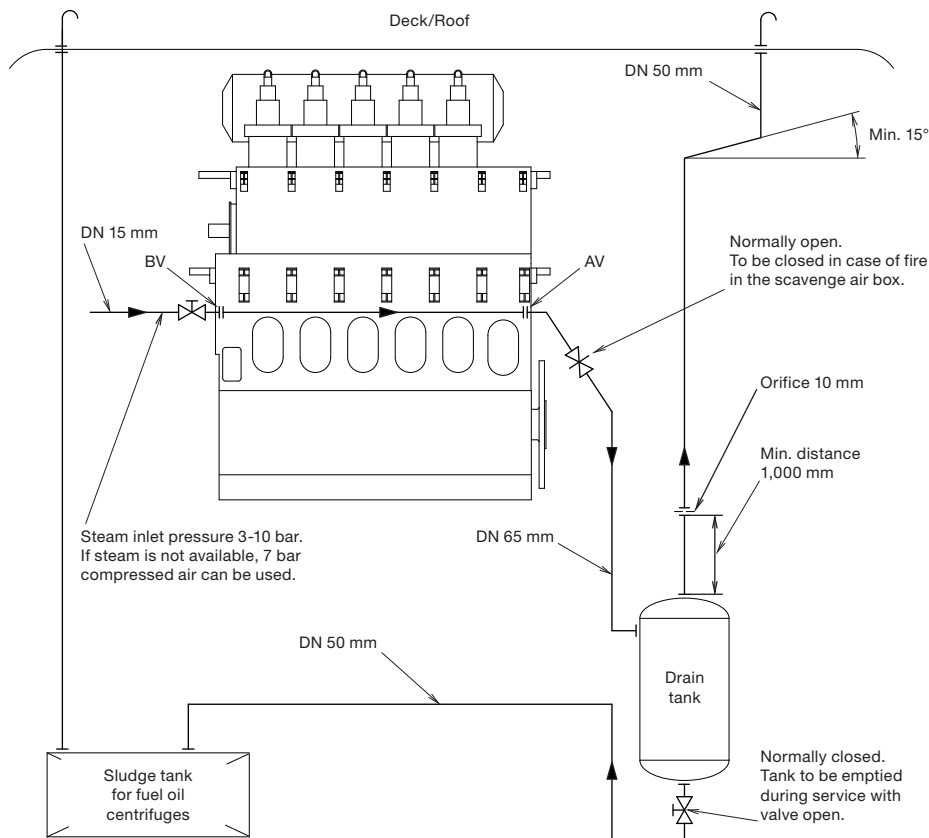 Deck/Roof
DN 50 mm
Min. 15°
DN 15 mm
BV
AV
Normally open.
To be closed in case of fire
in the scavenge air box.
Orifice 10 mm
Min. distance
1,000 mm
Steam inlet pressure 3-10 bar.
If steam is not available, 7 bar
compressed air can be used.
DN 65 mm
DN 50 mm
Drain
tank
Sludge tank
for fuel oil
centrifuges
Normally closed.
Tank to be emptied
during service with
valve open.